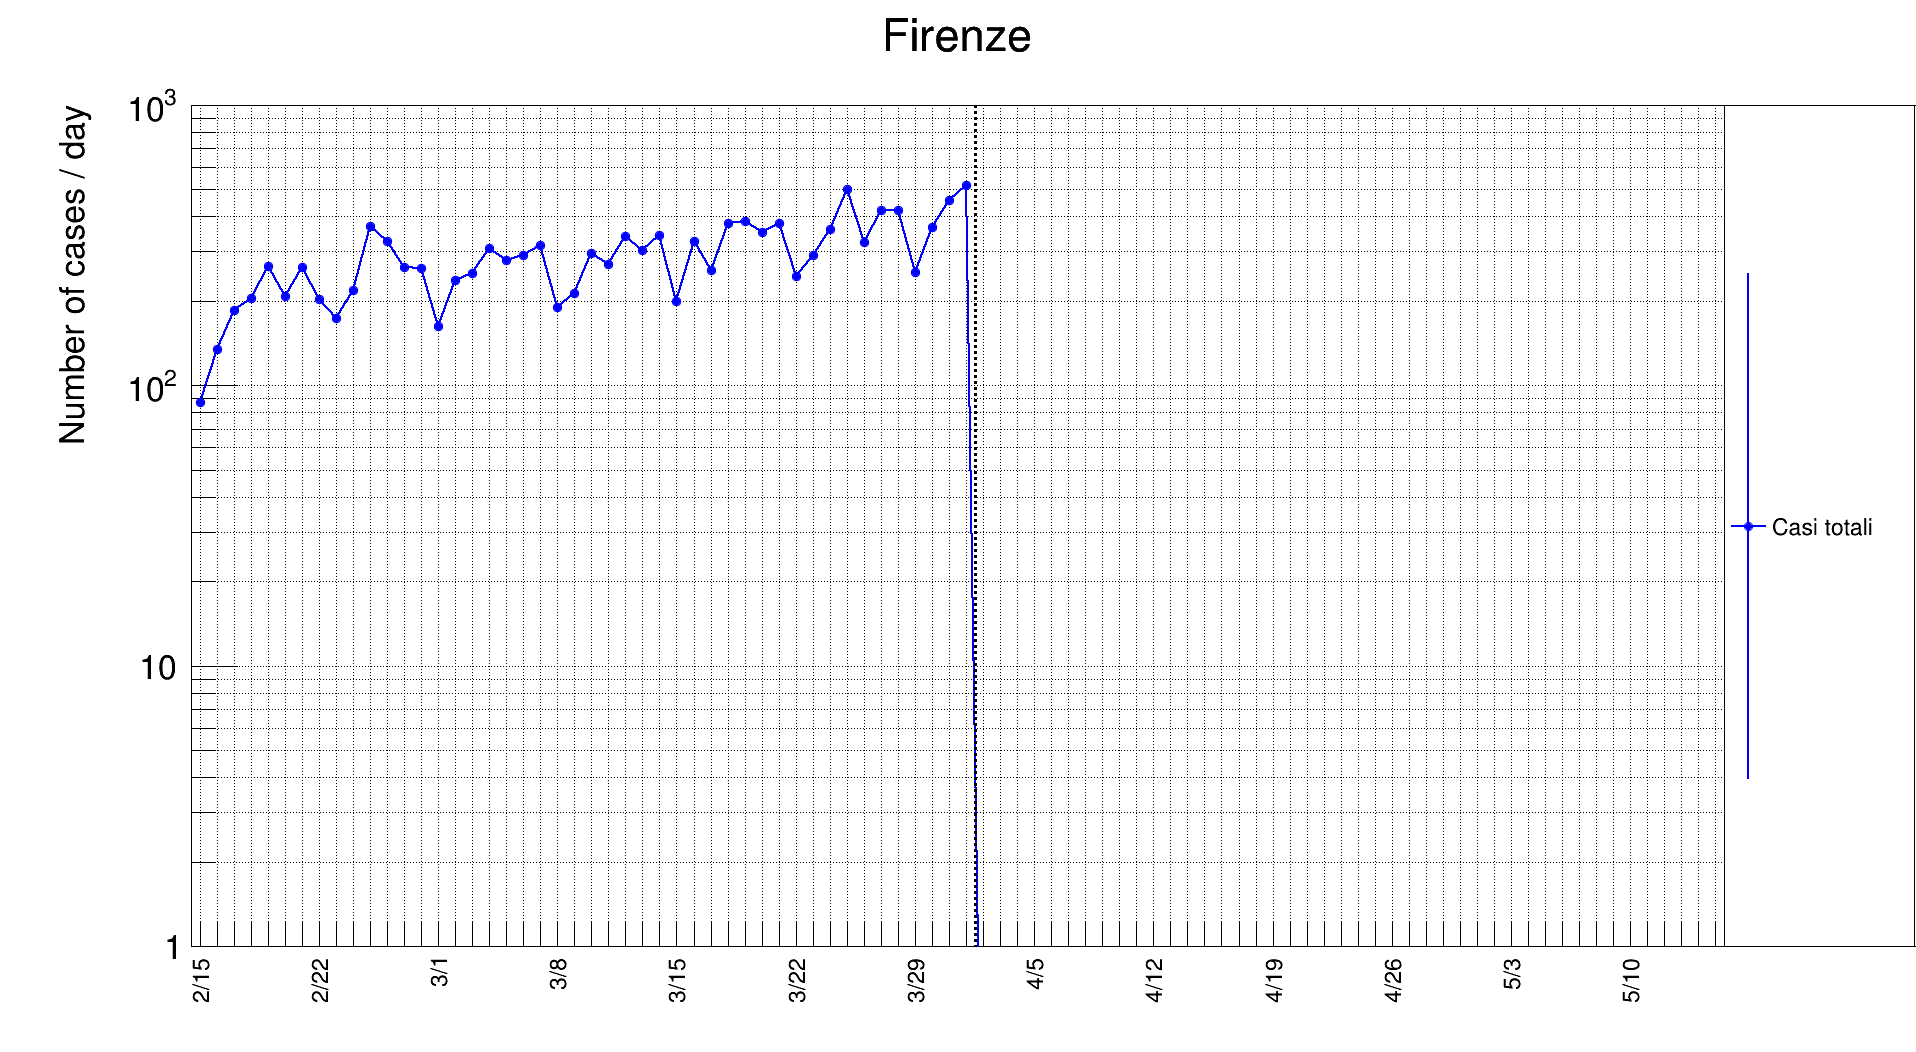 Firenze
Number of cases / day
10³
10²
10
1
2/15 2/22 3/1 3/8 3/15 3/22 3/29 4/5 4/12 4/19 4/26 5/3 5/10
Casi totali